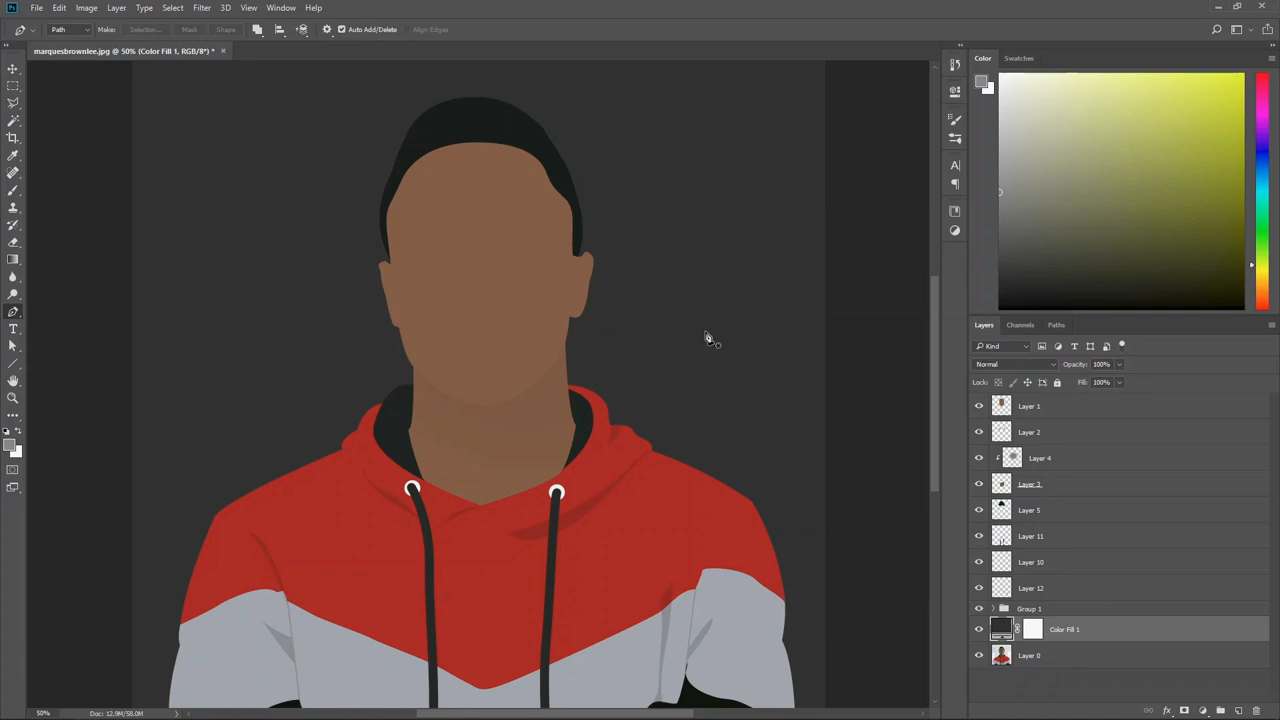 Ps File Edit Image Layer Type Select Filter 3D View Window Help
Path Make: Selection... Mask Shape Auto Add/Delete Align Edges
marquesbrownlee.jpg @ 50% (Color Fill 1, RGB/8*) * ×
Color Swatches
Layers Channels Paths
Kind
Normal Opacity: 100%
Lock: Fill: 100%
Layer 1
Layer 2
Layer 4
Layer 3
Layer 5
Layer 11
Layer 10
Layer 12
Group 1
Color Fill 1
Layer 0
50% Doc: 12.9M/58.0M